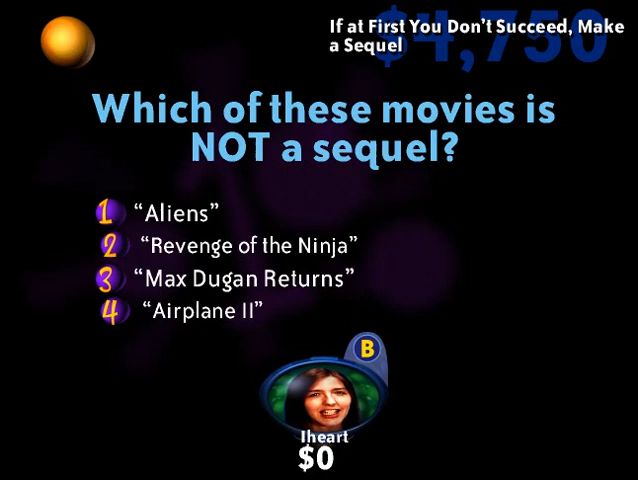 $4,750
If at First You Don't Succeed, Make
a Sequel
Which of these movies is
NOT a sequel?
1 "Aliens"
2 "Revenge of the Ninja"
3 "Max Dugan Returns"
4 "Airplane II"
B
Iheart
$0